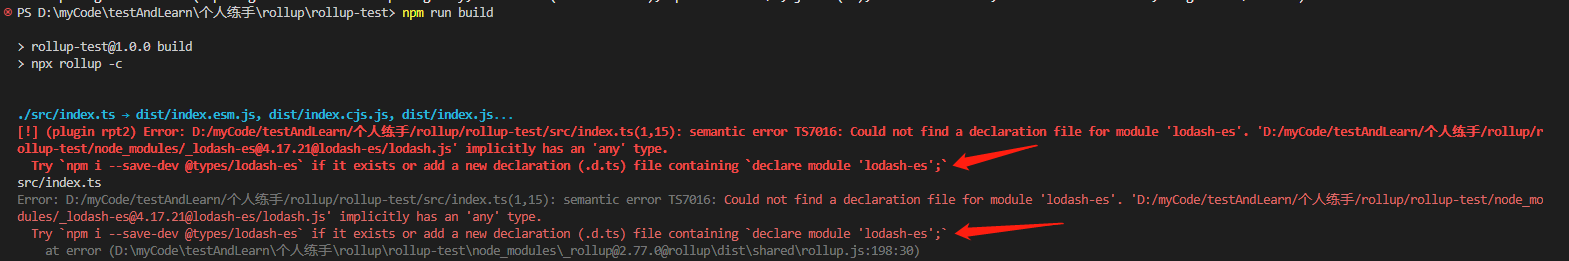 PS D:\myCode\testAndLearn\个人练手\rollup\rollup-test> npm run build
> rollup-test@1.0.0 build
> npx rollup -c
./src/index.ts → dist/index.esm.js, dist/index.cjs.js, dist/index.js...
[!] (plugin rpt2) Error: D:/myCode/testAndLearn/个人练手/rollup/rollup-test/src/index.ts(1,15): semantic error TS7016: Could not find a declaration file for module 'lodash-es'. 'D:/myCode/testAndLearn/个人练手/rollup/r
ollup-test/node_modules/_lodash-es@4.17.21@lodash-es/lodash.js' implicitly has an 'any' type.
Try `npm i --save-dev @types/lodash-es` if it exists or add a new declaration (.d.ts) file containing `declare module 'lodash-es';`
src/index.ts
Error: D:/myCode/testAndLearn/个人练手/rollup/rollup-test/src/index.ts(1,15): semantic error TS7016: Could not find a declaration file for module 'lodash-es'. 'D:/myCode/testAndLearn/个人练手/rollup/rollup-test/node_mo
dules/_lodash-es@4.17.21@lodash-es/lodash.js' implicitly has an 'any' type.
Try `npm i --save-dev @types/lodash-es` if it exists or add a new declaration (.d.ts) file containing `declare module 'lodash-es';`
at error (D:\myCode\testAndLearn\个人练手\rollup\rollup-test\node_modules\_rollup@2.77.0@rollup\dist\shared\rollup.js:198:30)